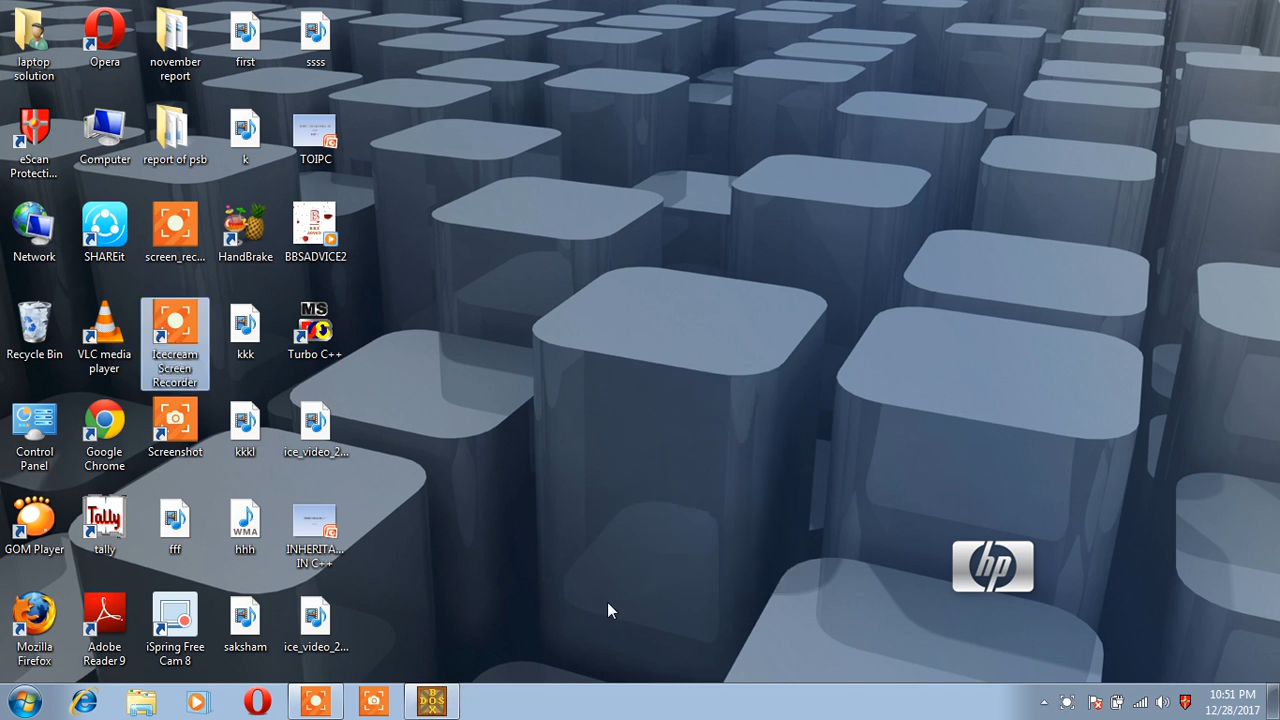 laptop
solution
Opera
november
report
first
ssss
eScan
Protecti...
Computer
report of psb
k
TOIPC
Network
SHAREit
screen_rec...
HandBrake
BBSADVICE2
Recycle Bin
VLC media
player
Icecream
Screen
Recorder
kkk
MS
Turbo C++
Control
Panel
Google
Chrome
Screenshot
kkkl
ice_video_2...
GOM Player
Tally
tally
fff
WMA
hhh
INHERITA...
IN C++
Mozilla
Firefox
Adobe
Reader 9
iSpring Free
Cam 8
saksham
ice_video_2...
hp
DOS
BOX
10:51 PM
12/28/2017